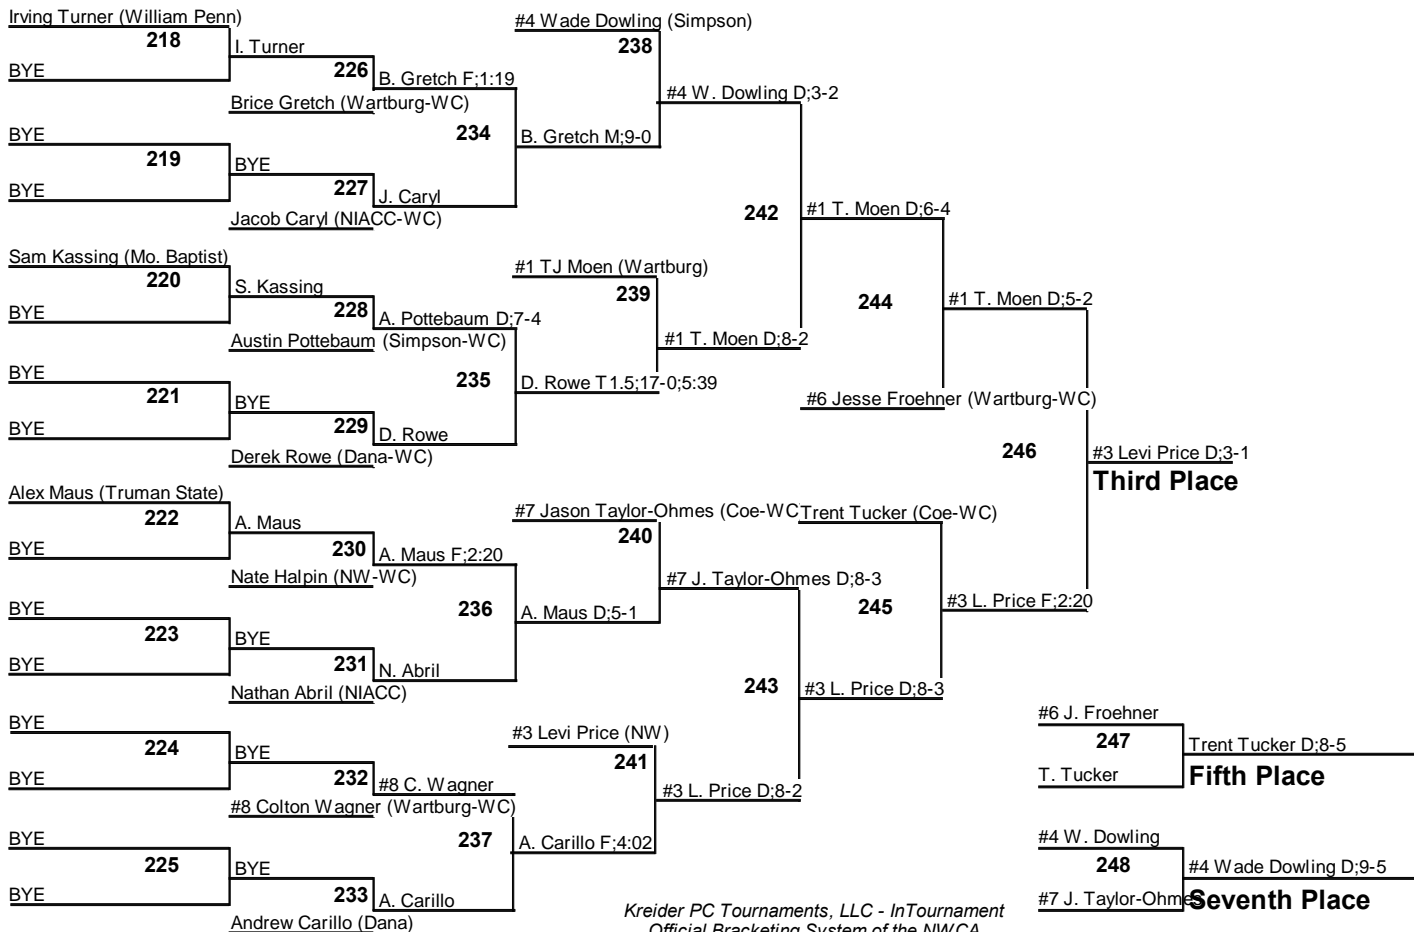 Irving Turner (William Penn)
218
BYE
I. Turner
226
Brice Gretch (Wartburg-WC)
B. Gretch F;1:19
BYE
219
BYE
BYE
227
Jacob Caryl (NIACC-WC)
J. Caryl
234
B. Gretch M;9-0
#4 Wade Dowling (Simpson)
238
#4 W. Dowling D;3-2
Sam Kassing (Mo. Baptist)
220
BYE
S. Kassing
228
Austin Pottebaum (Simpson-WC)
A. Pottebaum D;7-4
BYE
221
BYE
BYE
229
Derek Rowe (Dana-WC)
D. Rowe
235
D. Rowe T1.5;17-0;5:39
#1 TJ Moen (Wartburg)
239
#1 T. Moen D;8-2
242
#1 T. Moen D;6-4
244
#6 Jesse Froehner (Wartburg-WC)
#1 T. Moen D;5-2
Alex Maus (Truman State)
222
BYE
A. Maus
230
Nate Halpin (NW-WC)
A. Maus F;2:20
BYE
223
BYE
BYE
231
Nathan Abril (NIACC)
N. Abril
236
A. Maus D;5-1
#7 Jason Taylor-Ohmes (Coe-WC
240
#7 J. Taylor-Ohmes D;8-3
BYE
224
BYE
BYE
232
#8 Colton Wagner (Wartburg-WC)
#8 C. Wagner
BYE
225
BYE
BYE
233
Andrew Carillo (Dana)
A. Carillo
237
A. Carillo F;4:02
#3 Levi Price (NW)
241
#3 L. Price D;8-2
243
#3 L. Price D;8-3
Trent Tucker (Coe-WC)
245
#3 L. Price F;2:20
246
#3 Levi Price D;3-1
Third Place
#6 J. Froehner
247
T. Tucker
Trent Tucker D;8-5
Fifth Place
#4 W. Dowling
248
#7 J. Taylor-Ohmes
#4 Wade Dowling D;9-5
Seventh Place
Kreider PC Tournaments, LLC - InTournament
Official Bracketing System of the NWCA